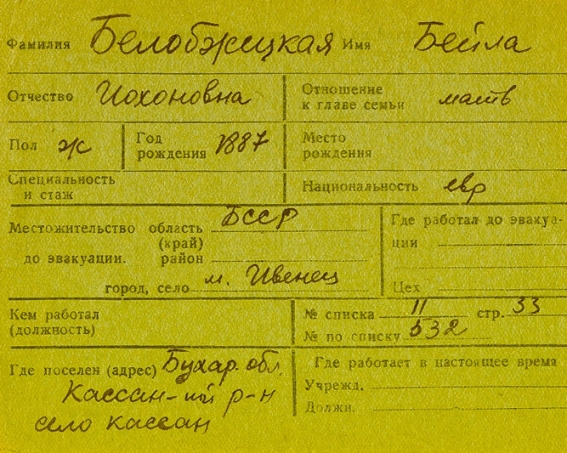 Фамилия Белобжицкая Имя Бейла
Отчество Иохоновна Отношение к главе семьи мать
Пол ж Год рождения 1887 Место рождения
Специальность и стаж Национальность евр
Местожительство область БССР Где работал до эвакуа-
(край) ции
до эвакуации. район
город, село м. Ивенец Цех
Кем работал № списка 11 стр. 33
(должность) № по списку 532
Где поселен (адрес) Бухар. обл. Где работает в настоящее время
Кассан-ий р-н Учрежд.
село кассан Должн.